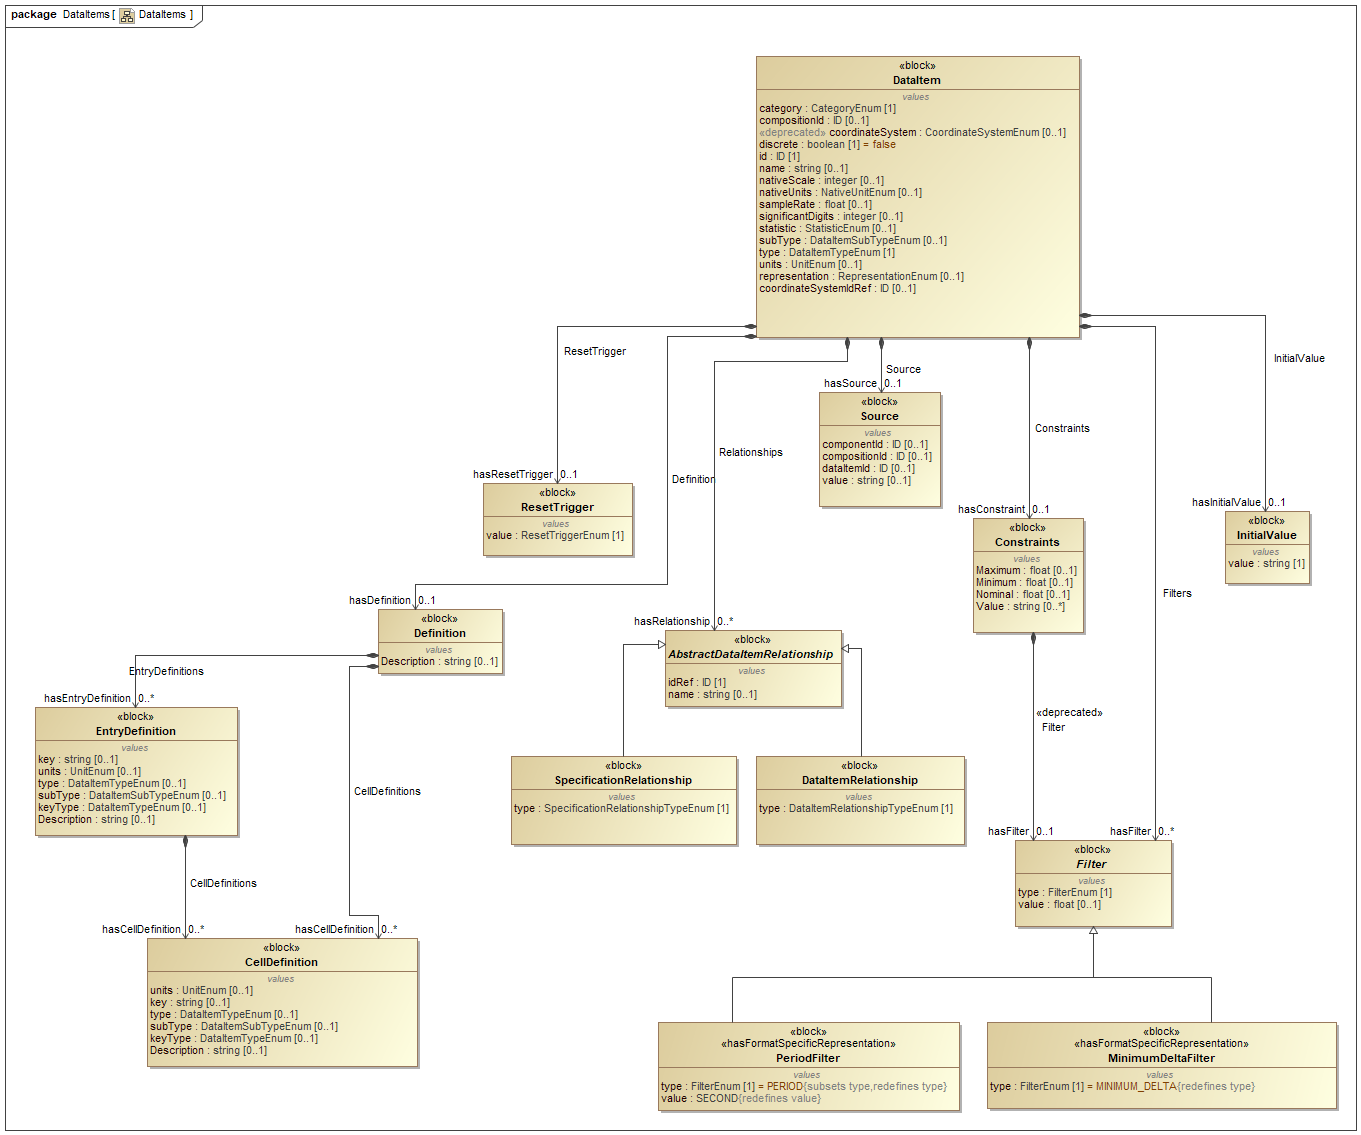 package DataItems [ DataItems ]
«block»
DataItem
values
category : CategoryEnum [1]
compositionId : ID [0..1]
«deprecated» coordinateSystem : CoordinateSystemEnum [0..1]
discrete : boolean [1] = false
id : ID [1]
name : string [0..1]
nativeScale : integer [0..1]
nativeUnits : NativeUnitEnum [0..1]
sampleRate : float [0..1]
significantDigits : integer [0..1]
statistic : StatisticEnum [0..1]
subType : DataItemSubTypeEnum [0..1]
type : DataItemTypeEnum [1]
units : UnitEnum [0..1]
representation : RepresentationEnum [0..1]
coordinateSystemIdRef : ID [0..1]
ResetTrigger
hasResetTrigger 0..1
«block»
ResetTrigger
values
value : ResetTriggerEnum [1]
Definition
hasDefinition 0..1
«block»
Definition
values
Description : string [0..1]
Relationships
hasRelationship 0..*
«block»
AbstractDataItemRelationship
values
idRef : ID [1]
name : string [0..1]
Source
hasSource 0..1
«block»
Source
values
componentId : ID [0..1]
compositionId : ID [0..1]
dataItemId : ID [0..1]
value : string [0..1]
Constraints
hasConstraint 0..1
«block»
Constraints
values
Maximum : float [0..1]
Minimum : float [0..1]
Nominal : float [0..1]
Value : string [0..*]
InitialValue
hasInitialValue 0..1
«block»
InitialValue
values
value : string [1]
Filters
EntryDefinitions
hasEntryDefinition 0..*
«block»
EntryDefinition
values
key : string [0..1]
units : UnitEnum [0..1]
type : DataItemTypeEnum [0..1]
subType : DataItemSubTypeEnum [0..1]
keyType : DataItemTypeEnum [0..1]
Description : string [0..1]
CellDefinitions
CellDefinitions
hasCellDefinition 0..*
hasCellDefinition 0..*
«block»
CellDefinition
values
units : UnitEnum [0..1]
key : string [0..1]
type : DataItemTypeEnum [0..1]
subType : DataItemSubTypeEnum [0..1]
keyType : DataItemTypeEnum [0..1]
Description : string [0..1]
«block»
SpecificationRelationship
values
type : SpecificationRelationshipTypeEnum [1]
«block»
DataItemRelationship
values
type : DataItemRelationshipTypeEnum [1]
«deprecated»
Filter
hasFilter 0..1
hasFilter 0..*
«block»
Filter
values
type : FilterEnum [1]
value : float [0..1]
«block»
«hasFormatSpecificRepresentation»
PeriodFilter
values
type : FilterEnum [1] = PERIOD{subsets type,redefines type}
value : SECOND{redefines value}
«block»
«hasFormatSpecificRepresentation»
MinimumDeltaFilter
values
type : FilterEnum [1] = MINIMUM_DELTA{redefines type}